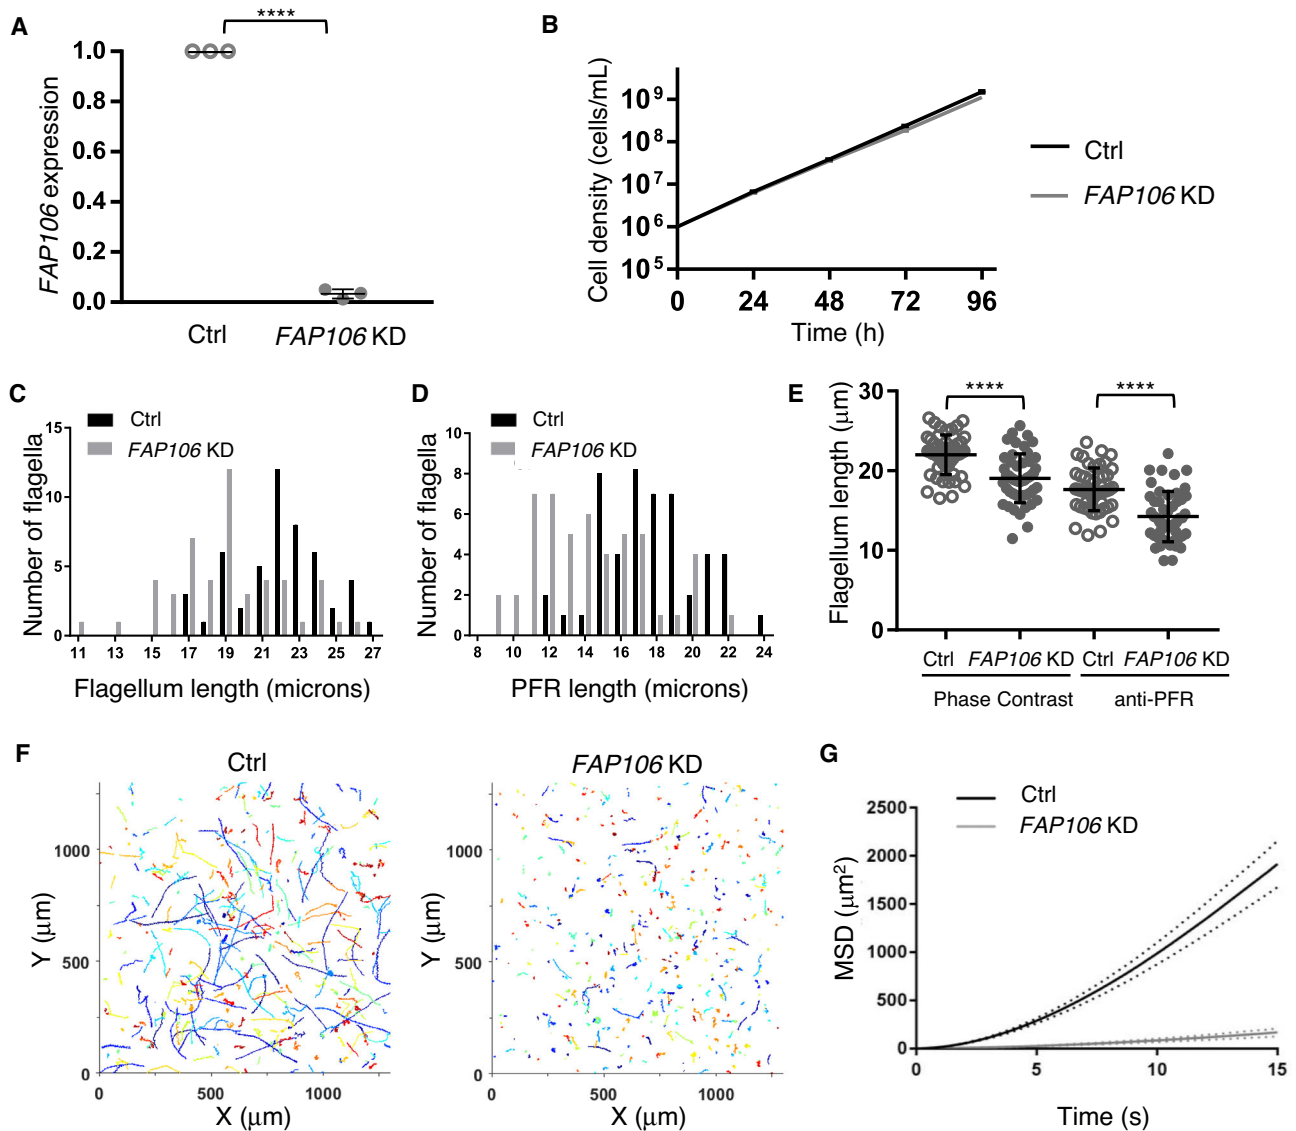 A
****
FAP106 expression
1.0
0.8
0.6
0.4
0.2
0.0
Ctrl
FAP106 KD
B
Cell density (cells/mL)
10⁹
10⁸
10⁷
10⁶
10⁵
0 24 48 72 96
Time (h)
Ctrl
FAP106 KD
C
Ctrl
FAP106 KD
Number of flagella
15
10
5
0
11 13 15 17 19 21 23 25 27
Flagellum length (microns)
D
Ctrl
FAP106 KD
Number of flagella
10
8
6
4
2
0
8 10 12 14 16 18 20 22 24
PFR length (microns)
E
Flagellum length (μm)
30
20
10
0
**** ****
Ctrl FAP106 KD Ctrl FAP106 KD
Phase Contrast anti-PFR
F
Ctrl
Y (μm)
1000
500
0
0 500 1000
X (μm)
FAP106 KD
Y (μm)
1000
500
0
0 500 1000
X (μm)
G
Ctrl
FAP106 KD
MSD (μm²)
2500
2000
1500
1000
500
0
0 5 10 15
Time (s)